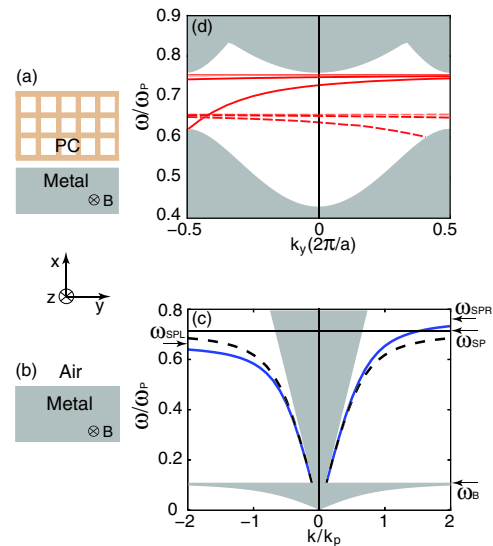 (a)
PC
Metal
⊗ B
x
z
y
(b)
Air
Metal
⊗ B
(d)
ω/ωP
0.8
0.7
0.6
0.5
0.4
−0.5
0
0.5
ky(2π/a)
(c)
ω/ωP
0.8
0.6
0.4
0.2
0
−2
−1
0
1
2
k/kp
ωSPL
ωSPR
ωSP
ωB